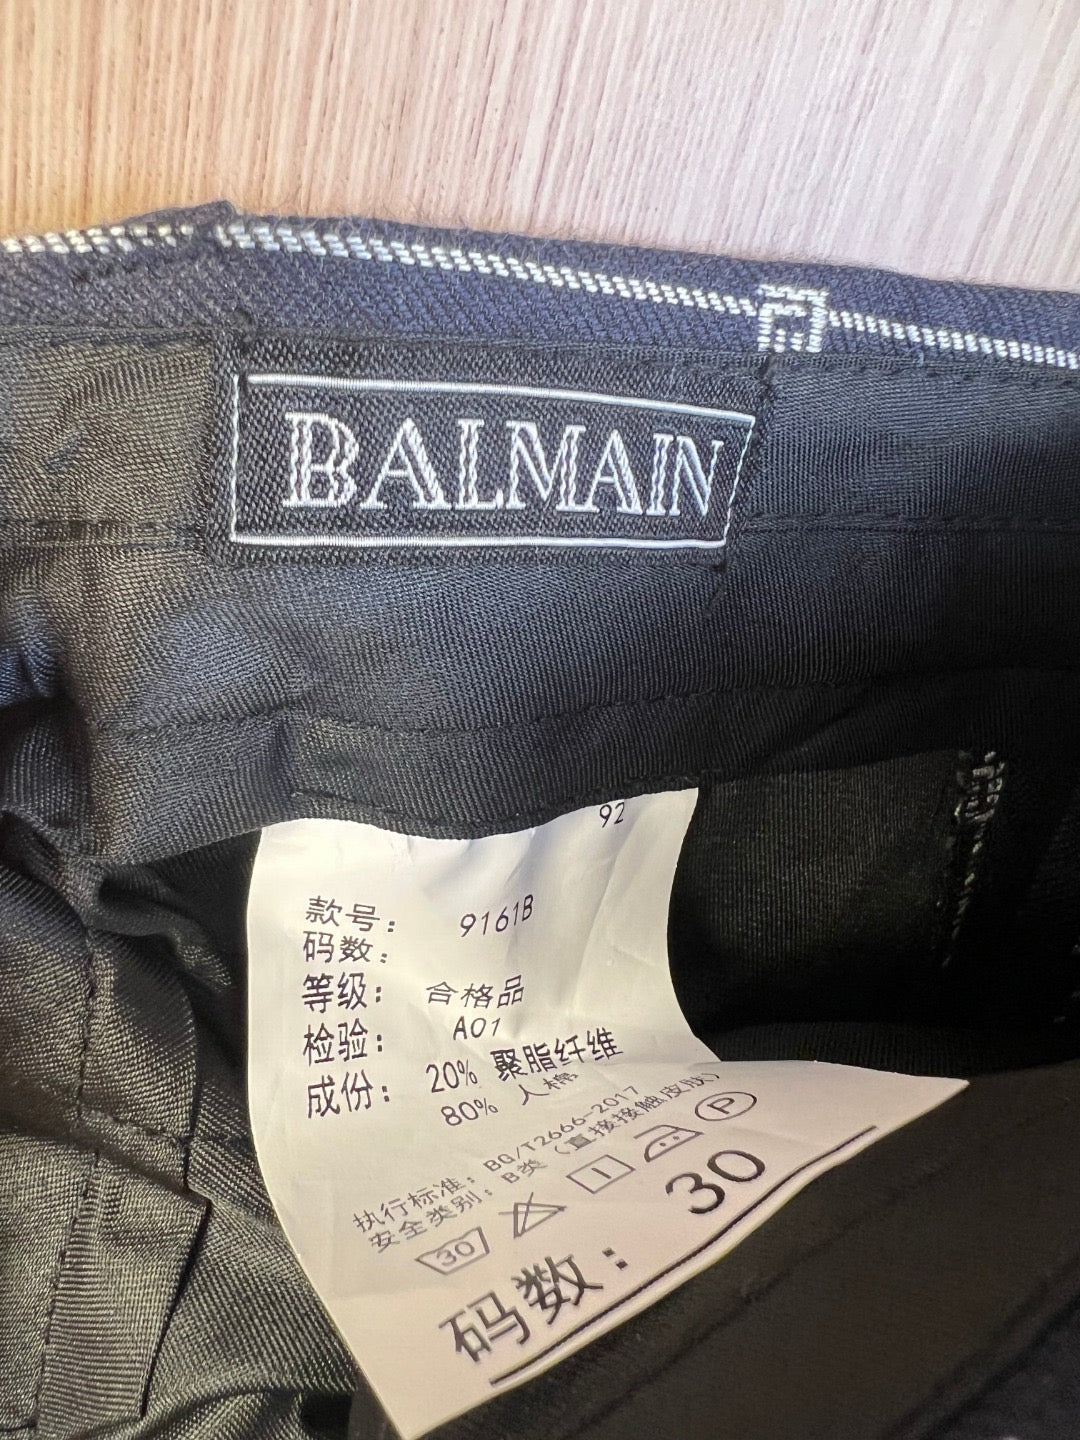 BALMAIN
92
款号： 9161B
码数：
等级： 合格品
检验： A01
成份： 20% 聚脂纤维
80% 人棉
执行标准：BG/T2666-2017
安全类别：B类（直接接触皮肤）
30
P
码数：30